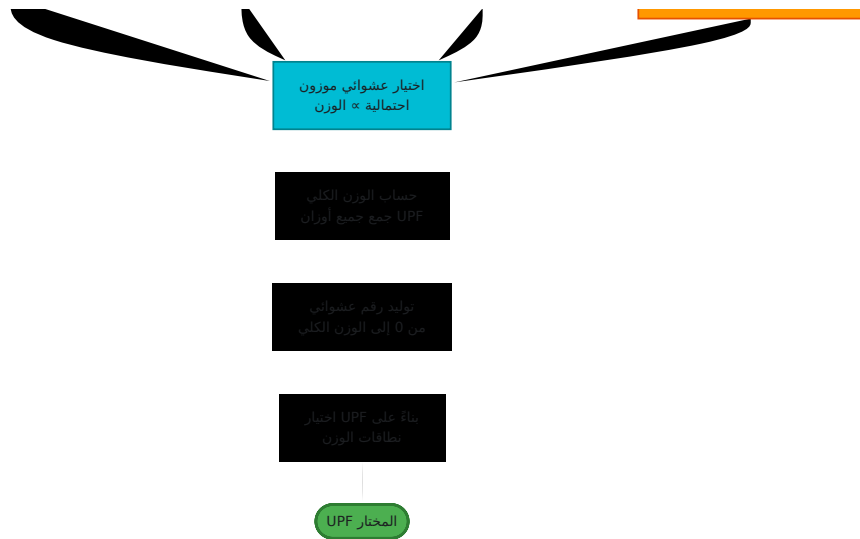 اختيار عشوائي موزون
احتمالية ∝ الوزن
حساب الوزن الكلي
جمع جميع أوزان UPF
توليد رقم عشوائي
من 0 إلى الوزن الكلي
اختيار UPF بناءً على
نطاقات الوزن
UPF المختار